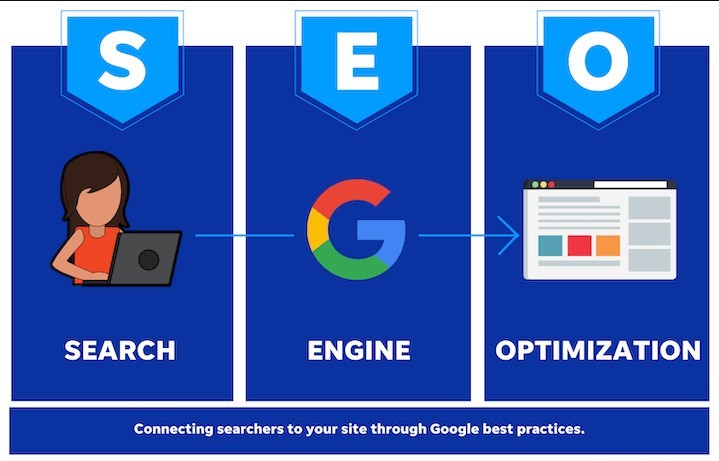 S E O
SEARCH ENGINE OPTIMIZATION
Connecting searchers to your site through Google best practices.